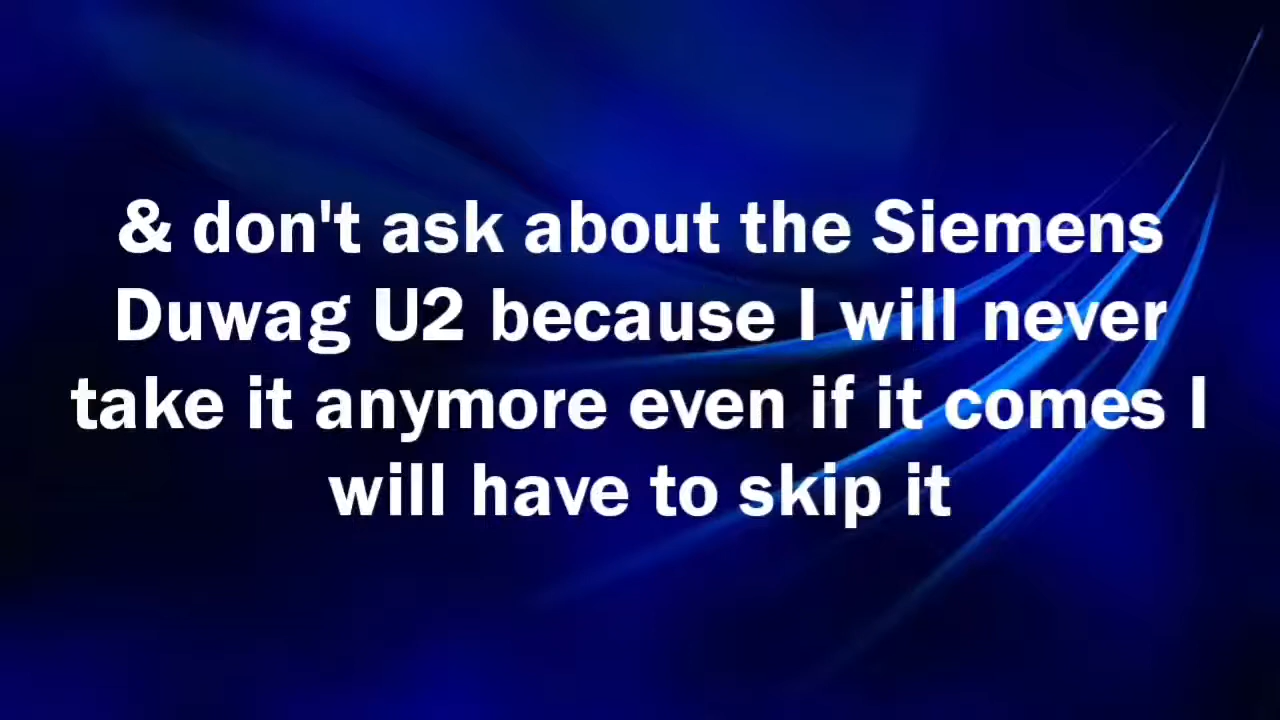 & don't ask about the Siemens
Duwag U2 because I will never
take it anymore even if it comes I
will have to skip it